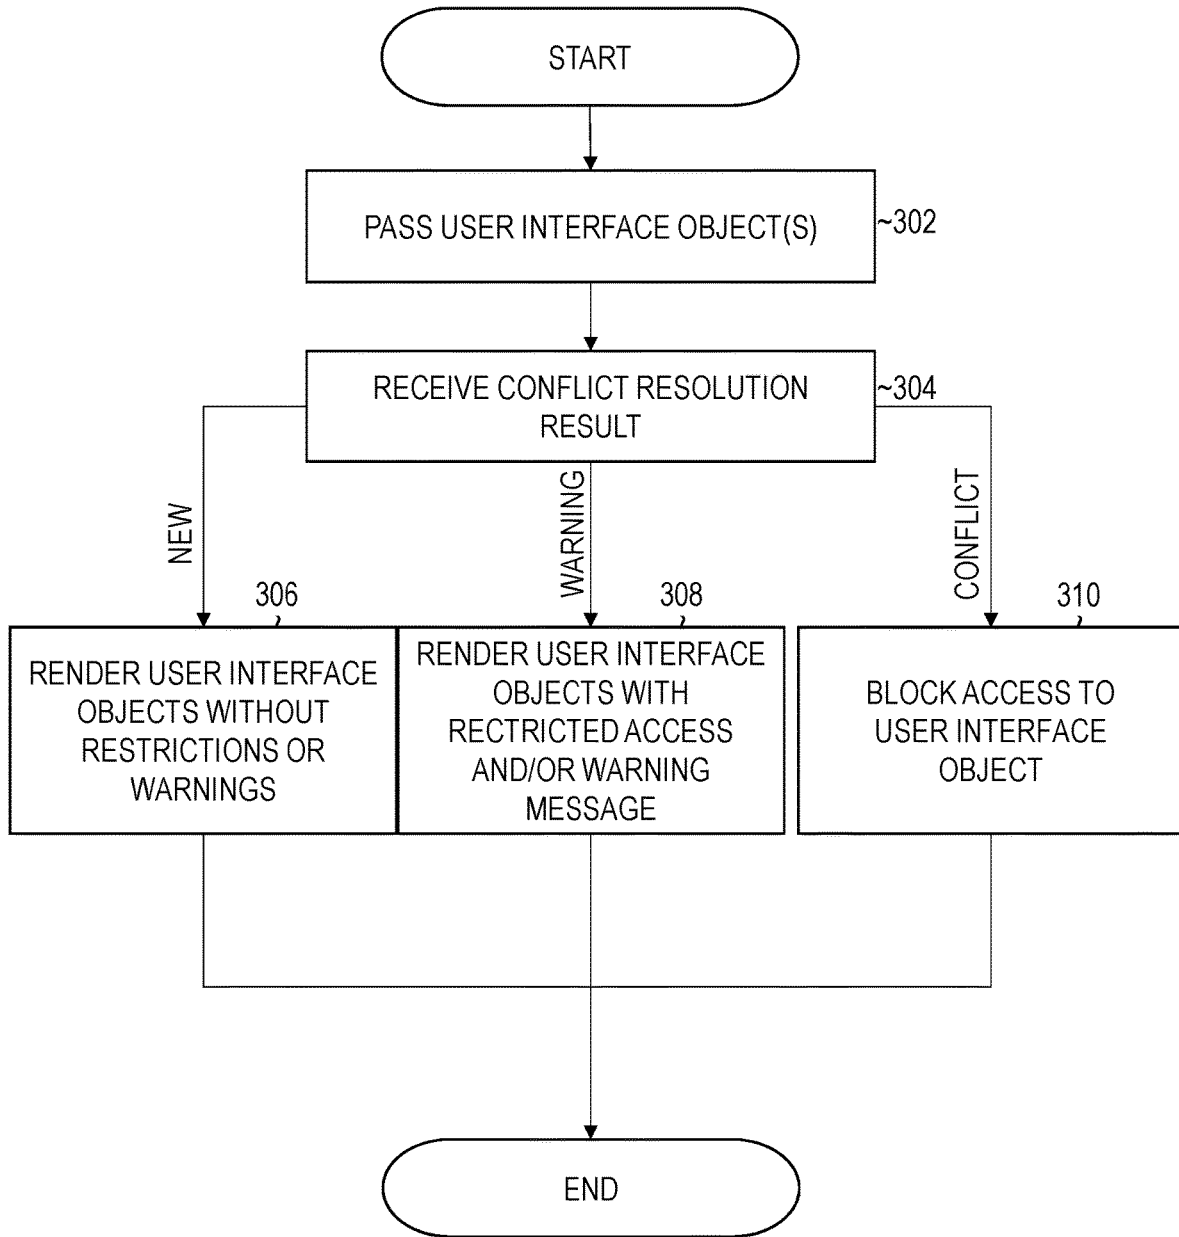 START
PASS USER INTERFACE OBJECT(S)
~302
RECEIVE CONFLICT RESOLUTION
RESULT
~304
NEW
WARNING
CONFLICT
306
RENDER USER INTERFACE
OBJECTS WITHOUT
RESTRICTIONS OR
WARNINGS
308
RENDER USER INTERFACE
OBJECTS WITH
RECTRICTED ACCESS
AND/OR WARNING
MESSAGE
310
BLOCK ACCESS TO
USER INTERFACE
OBJECT
END